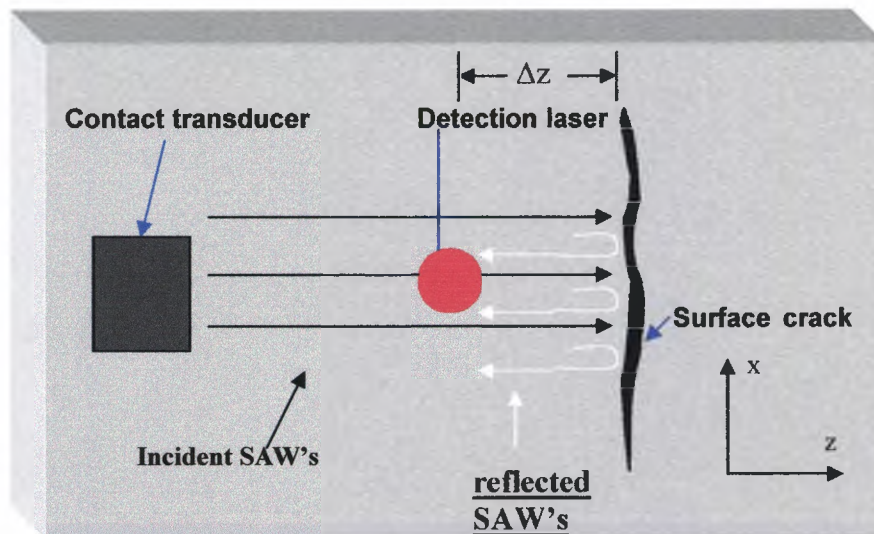 Δz
Contact transducer
Detection laser
Surface crack
x
Incident SAW's
z
reflected
SAW's